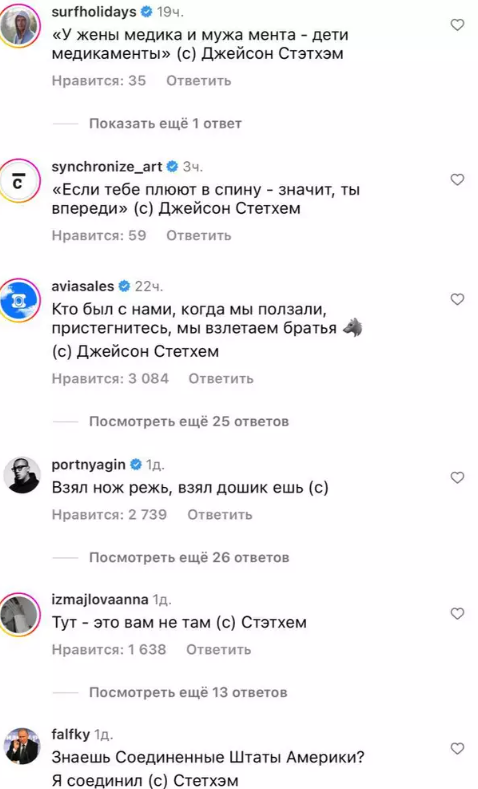 surfholidays 19ч.
«У жены медика и мужа мента - дети
медикаменты» (с) Джейсон Стэтхэм
Нравится: 35 Ответить
Показать ещё 1 ответ
synchronize_art 3ч.
c
«Если тебе плюют в спину - значит, ты
впереди» (с) Джейсон Стетхем
Нравится: 59 Ответить
aviasales 22ч.
Кто был с нами, когда мы ползали,
пристегнитесь, мы взлетаем братья 🐺
(с) Джейсон Стетхем
Нравится: 3 084 Ответить
Посмотреть ещё 25 ответов
portnyagin 1д.
Взял нож режь, взял дошик ешь (с)
Нравится: 2 739 Ответить
Посмотреть ещё 26 ответов
izmajlovaanna 1д.
Тут - это вам не там (с) Стэтхем
Нравится: 1 638 Ответить
Посмотреть ещё 13 ответов
falfky 1д.
Знаешь Соединенные Штаты Америки?
Я соединил (с) Стетхэм